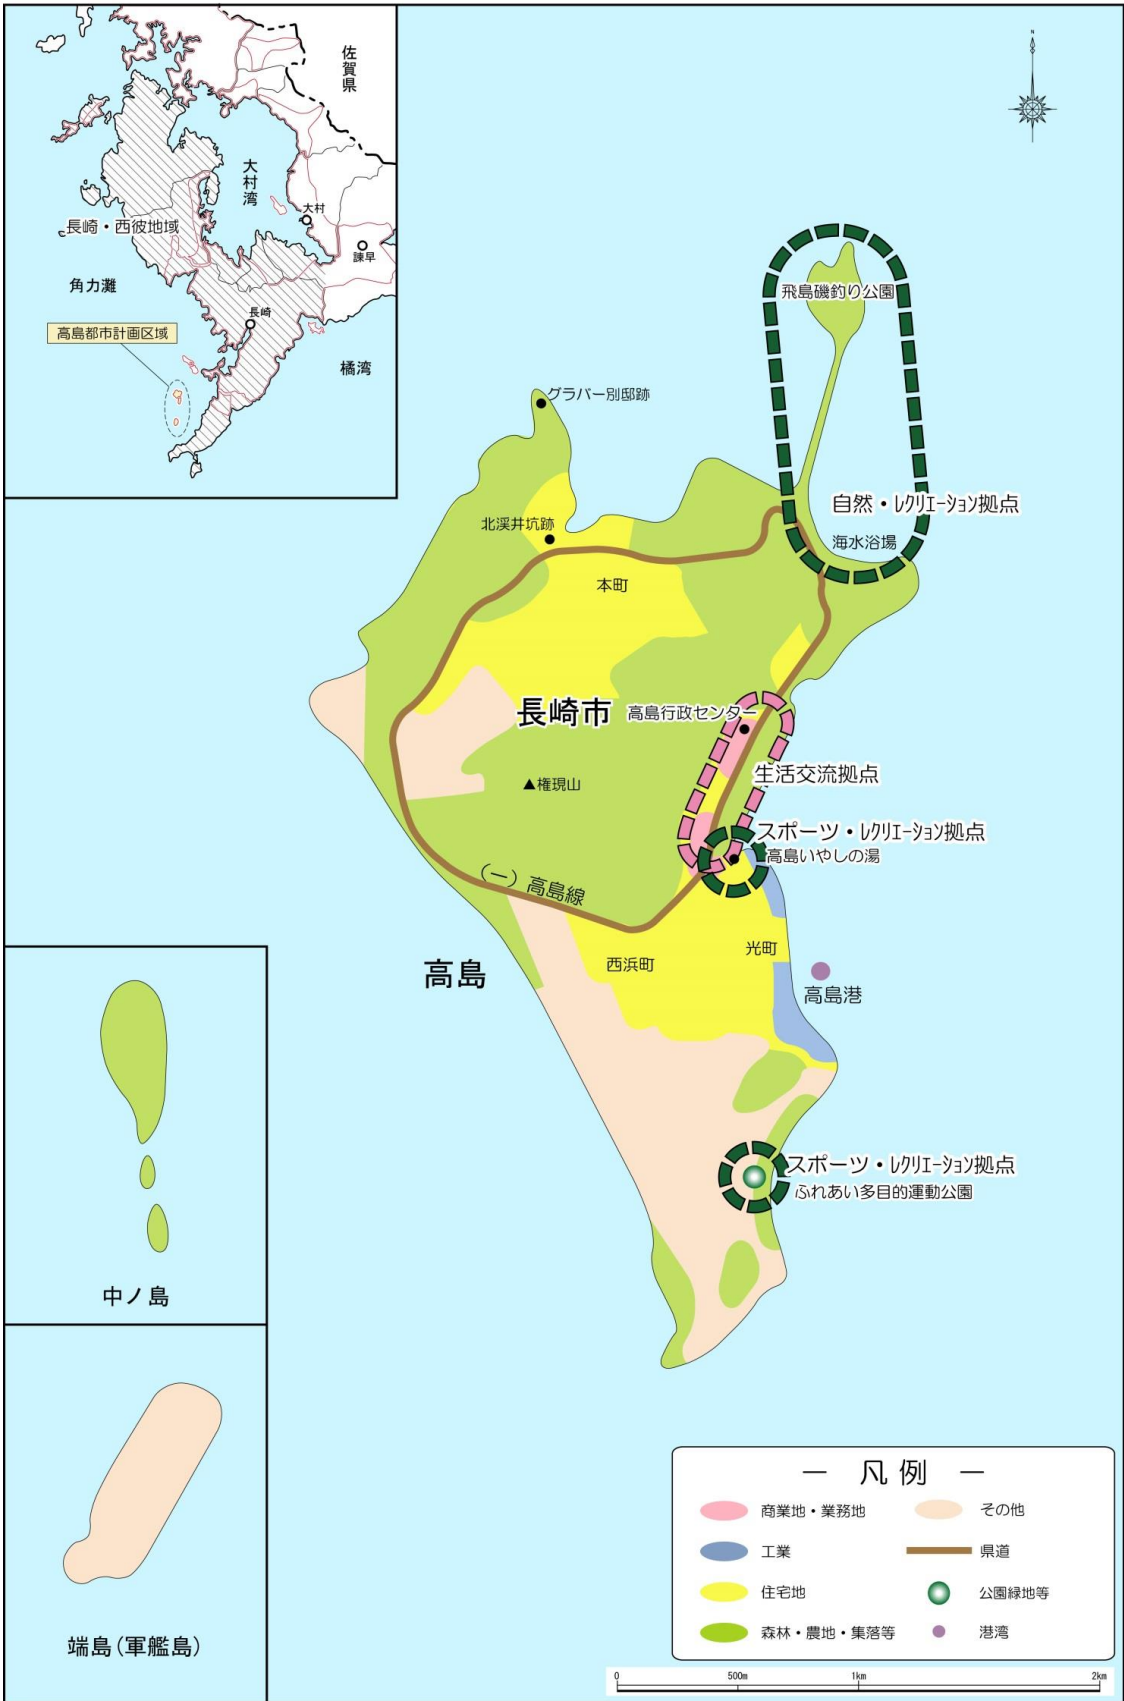 佐賀県
大村湾
大村
長崎・西彼地域
諫早
角力灘
長崎
高島都市計画区域
橘湾
N
飛島磯釣り公園
グラバー別邸跡
自然・レクリエーション拠点
北渓井坑跡
海水浴場
本町
長崎市
高島行政センター
生活交流拠点
▲権現山
スポーツ・レクリエーション拠点
高島いやしの湯
(一)高島線
光町
西浜町
高島
高島港
スポーツ・レクリエーション拠点
ふれあい多目的運動公園
中ノ島
端島(軍艦島)
― 凡例 ―
商業地・業務地
その他
工業
県道
住宅地
公園緑地等
森林・農地・集落等
港湾
0 500m 1km 2km